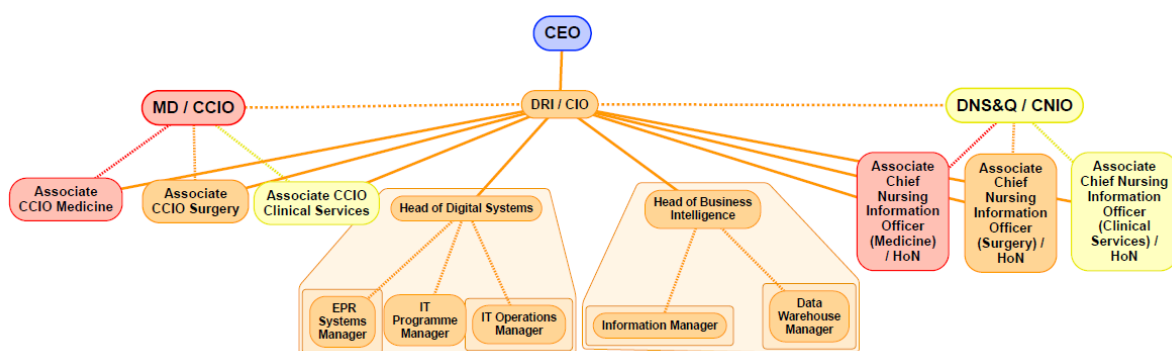 CEO
MD / CCIO
DRI / CIO
DNS&Q / CNIO
Associate
CCIO Medicine
Associate
CCIO Surgery
Associate CCIO
Clinical Services
Head of Digital Systems
Head of Business
Intelligence
Associate
Chief
Nursing
Information
Officer
(Medicine)
/ HoN
Associate
Chief
Nursing
Information
Officer
(Surgery) /
HoN
Associate
Chief Nursing
Information
Officer
(Clinical
Services) /
HoN
EPR
Systems
Manager
IT
Programme
Manager
IT Operations
Manager
Information Manager
Data
Warehouse
Manager